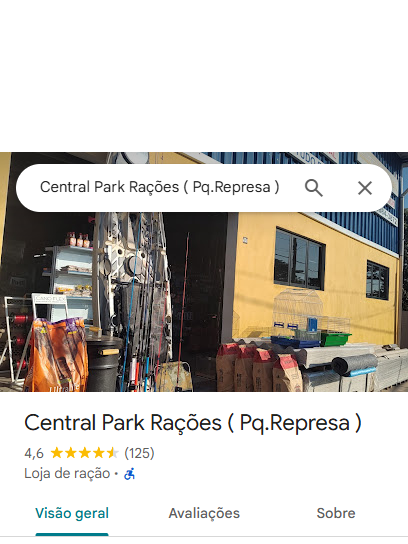 Central Park Rações ( Pq.Represa )
Central Park Rações ( Pq.Represa )
4,6 (125)
Loja de ração ·
Visão geral
Avaliações
Sobre